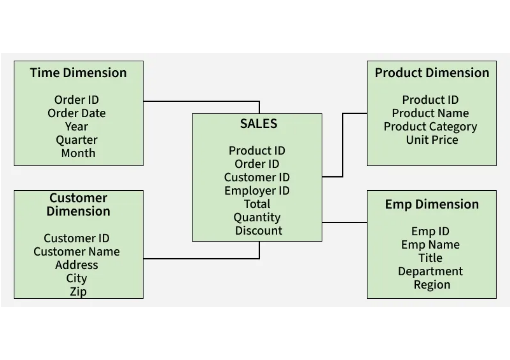 Time Dimension
Order ID
Order Date
Year
Quarter
Month
Product Dimension
Product ID
Product Name
Product Category
Unit Price
SALES
Product ID
Order ID
Customer ID
Employer ID
Total
Quantity
Discount
Customer
Dimension
Customer ID
Customer Name
Address
City
Zip
Emp Dimension
Emp ID
Emp Name
Title
Department
Region